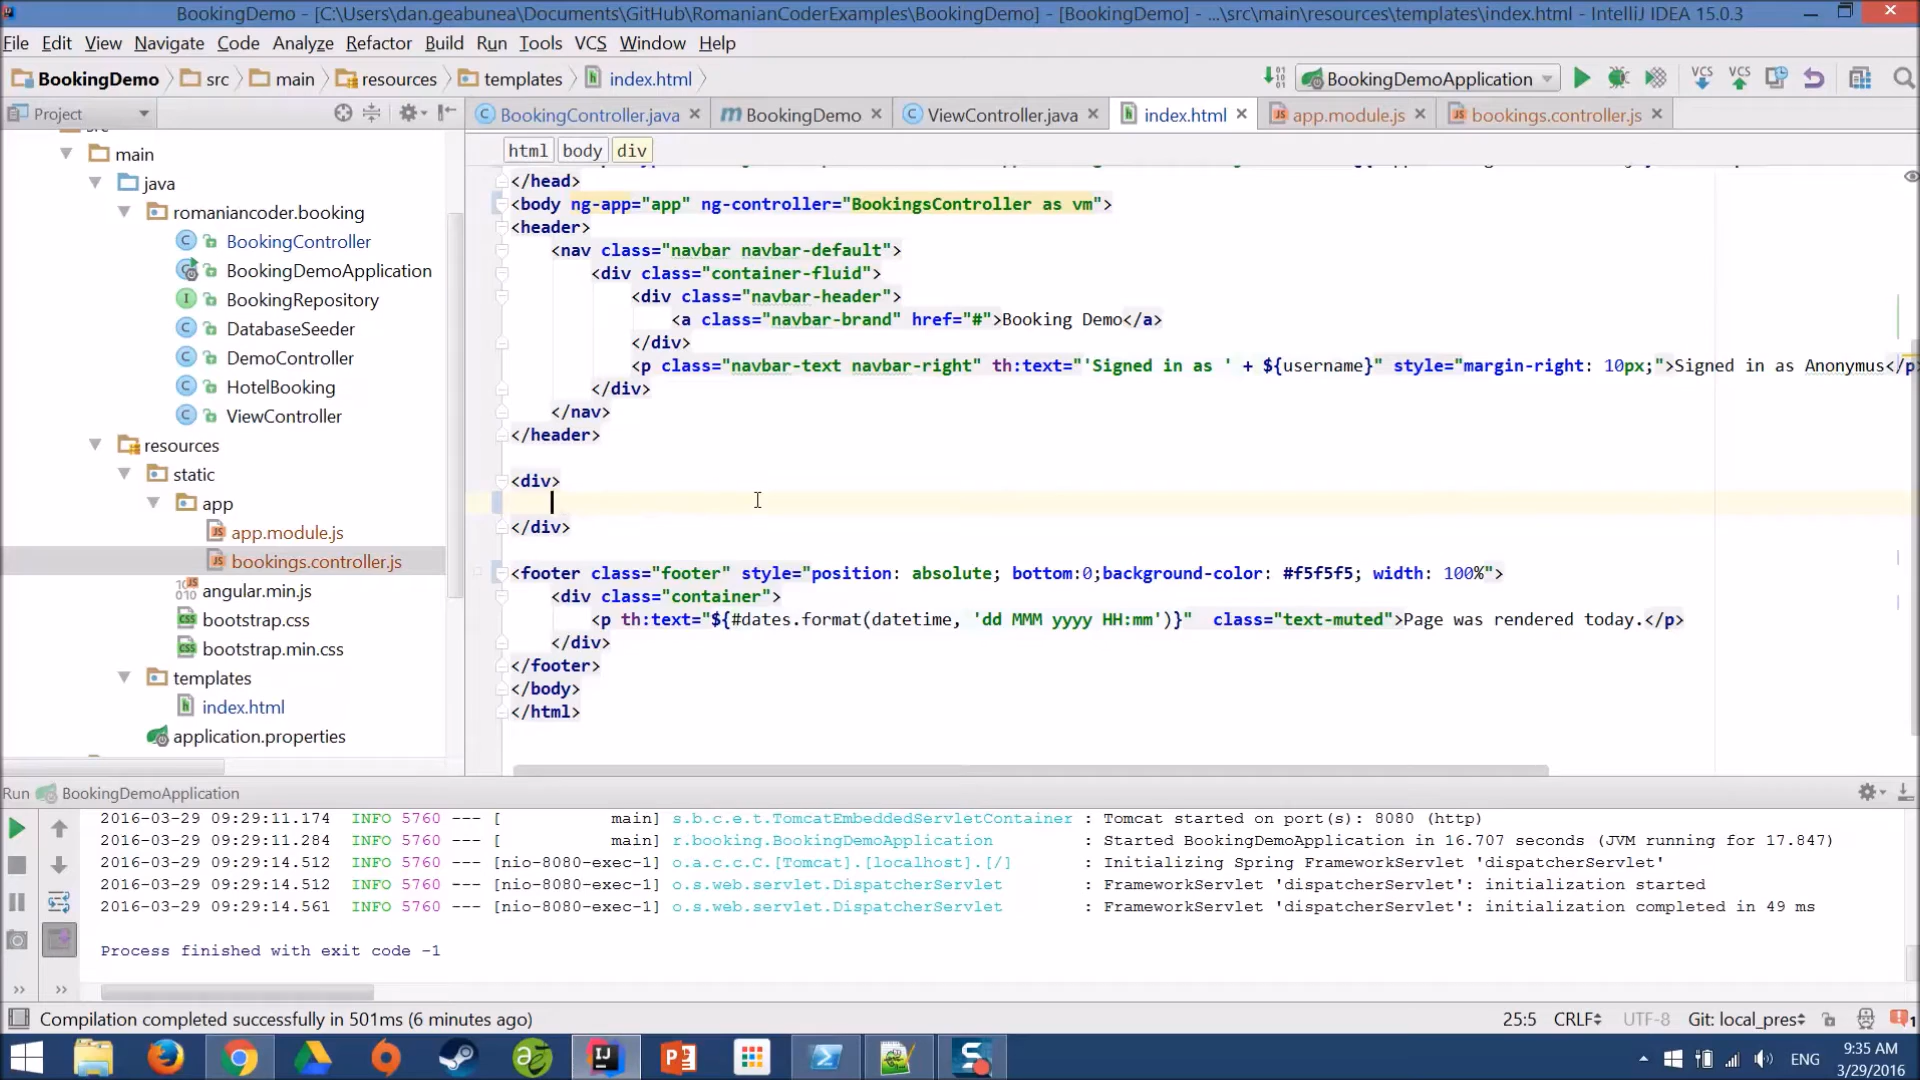 BookingDemo - [C:\Users\dan.geabunea\Documents\GitHub\RomanianCoderExamples\BookingDemo] - [BookingDemo] - ...\src\main\resources\templates\index.html - IntelliJ IDEA 15.0.3
File Edit View Navigate Code Analyze Refactor Build Run Tools VCS Window Help
BookingDemo src main resources templates index.html BookingDemoApplication VCS VCS
Project
BookingController.java BookingDemo ViewController.java index.html app.module.js bookings.controller.js
html body div
src
main
java
romaniancoder.booking
BookingController
BookingDemoApplication
BookingRepository
DatabaseSeeder
DemoController
HotelBooking
ViewController
resources
static
app
app.module.js
bookings.controller.js
angular.min.js
bootstrap.css
bootstrap.min.css
templates
index.html
application.properties
</head>
<body ng-app="app" ng-controller="BookingsController as vm">
<header>
<nav class="navbar navbar-default">
<div class="container-fluid">
<div class="navbar-header">
<a class="navbar-brand" href="#">Booking Demo</a>
</div>
<p class="navbar-text navbar-right" th:text="'Signed in as ' + ${username}" style="margin-right: 10px;">Signed in as Anonymus</p
</div>
</nav>
</header>
<div>
</div>
<footer class="footer" style="position: absolute; bottom:0;background-color: #f5f5f5; width: 100%">
<div class="container">
<p th:text="${#dates.format(datetime, 'dd MMM yyyy HH:mm')}"  class="text-muted">Page was rendered today.</p>
</div>
</footer>
</body>
</html>
Run BookingDemoApplication
2016-03-29 09:29:11.174  INFO 5760 --- [           main] s.b.c.e.t.TomcatEmbeddedServletContainer : Tomcat started on port(s): 8080 (http)
2016-03-29 09:29:11.284  INFO 5760 --- [           main] r.booking.BookingDemoApplication         : Started BookingDemoApplication in 16.707 seconds (JVM running for 17.847)
2016-03-29 09:29:14.512  INFO 5760 --- [nio-8080-exec-1] o.a.c.c.C.[Tomcat].[localhost].[/]       : Initializing Spring FrameworkServlet 'dispatcherServlet'
2016-03-29 09:29:14.512  INFO 5760 --- [nio-8080-exec-1] o.s.web.servlet.DispatcherServlet        : FrameworkServlet 'dispatcherServlet': initialization started
2016-03-29 09:29:14.561  INFO 5760 --- [nio-8080-exec-1] o.s.web.servlet.DispatcherServlet        : FrameworkServlet 'dispatcherServlet': initialization completed in 49 ms
Process finished with exit code -1
Compilation completed successfully in 501ms (6 minutes ago) 25:5 CRLF UTF-8 Git: local_pres
ENG 9:35 AM
3/29/2016